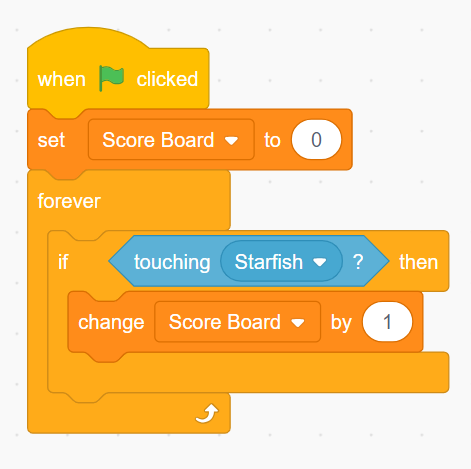 when clicked
set Score Board to 0
forever
if touching Starfish ? then
change Score Board by 1